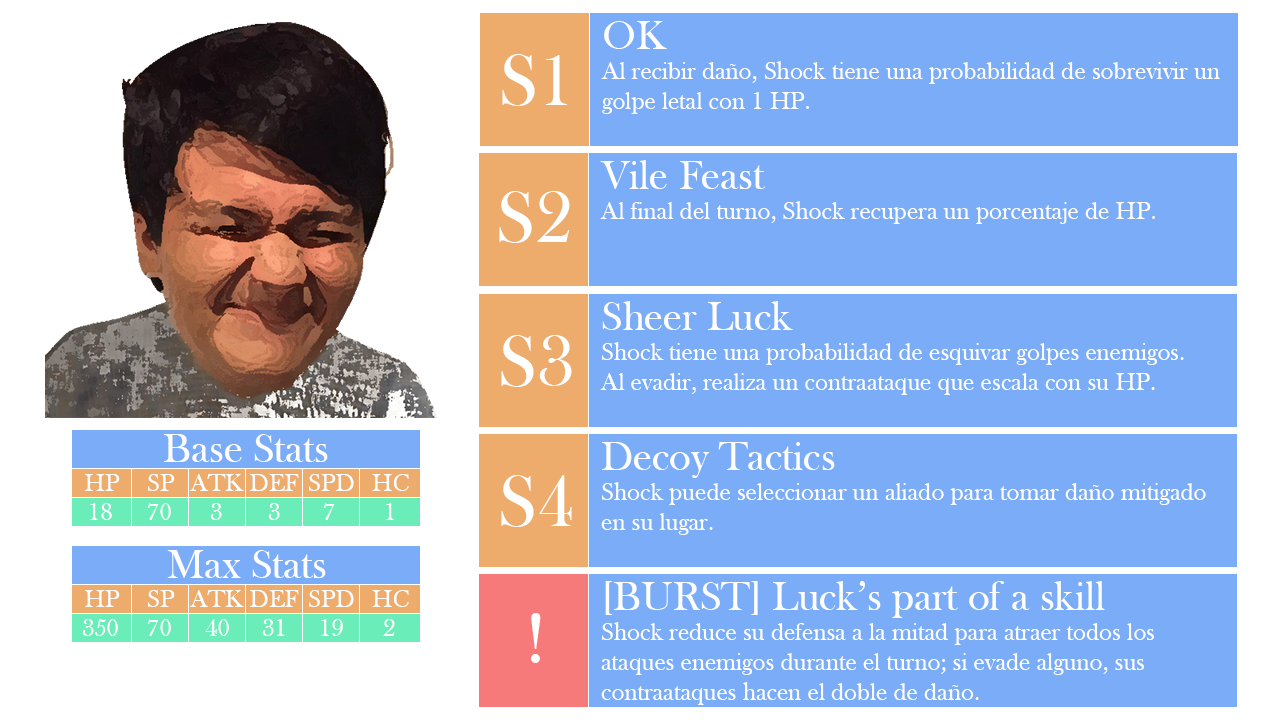 Base Stats
HP SP ATK DEF SPD HC
18 70 3 3 7 1
Max Stats
HP SP ATK DEF SPD HC
350 70 40 31 19 2
S1
OK
Al recibir daño, Shock tiene una probabilidad de sobrevivir un
golpe letal con 1 HP.
S2
Vile Feast
Al final del turno, Shock recupera un porcentaje de HP.
S3
Sheer Luck
Shock tiene una probabilidad de esquivar golpes enemigos.
Al evadir, realiza un contraataque que escala con su HP.
S4
Decoy Tactics
Shock puede seleccionar un aliado para tomar daño mitigado
en su lugar.
!
[BURST] Luck’s part of a skill
Shock reduce su defensa a la mitad para atraer todos los
ataques enemigos durante el turno; si evade alguno, sus
contraataques hacen el doble de daño.